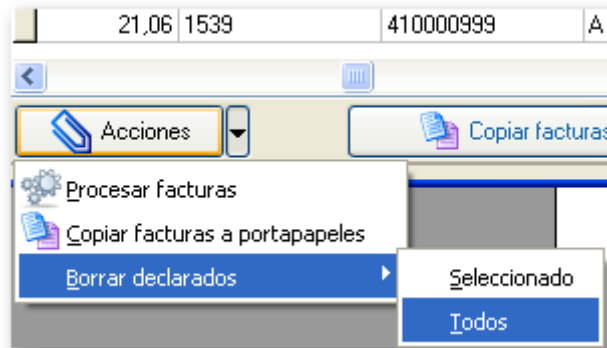 21,06 1539 410000999 A
Acciones Copiar facturas
Procesar facturas
Copiar facturas a portapapeles
Borrar declarados Seleccionado
Todos